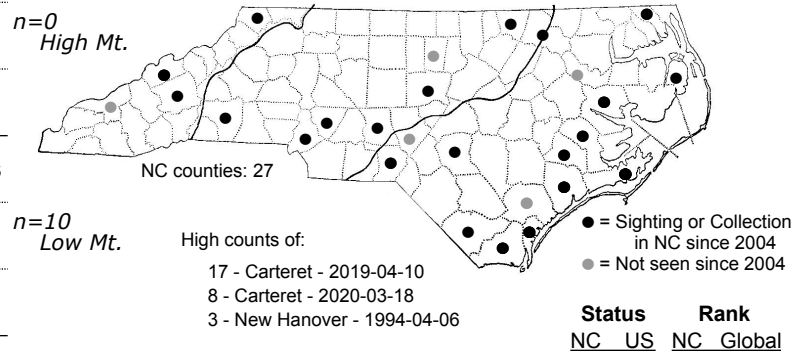 n=0
High Mt.
NC counties: 27
n=10
Low Mt.
High counts of:
17 - Carteret - 2019-04-10
8 - Carteret - 2020-03-18
3 - New Hanover - 1994-04-06
● = Sighting or Collection
in NC since 2004
● = Not seen since 2004
Status Rank
NC US NC Global